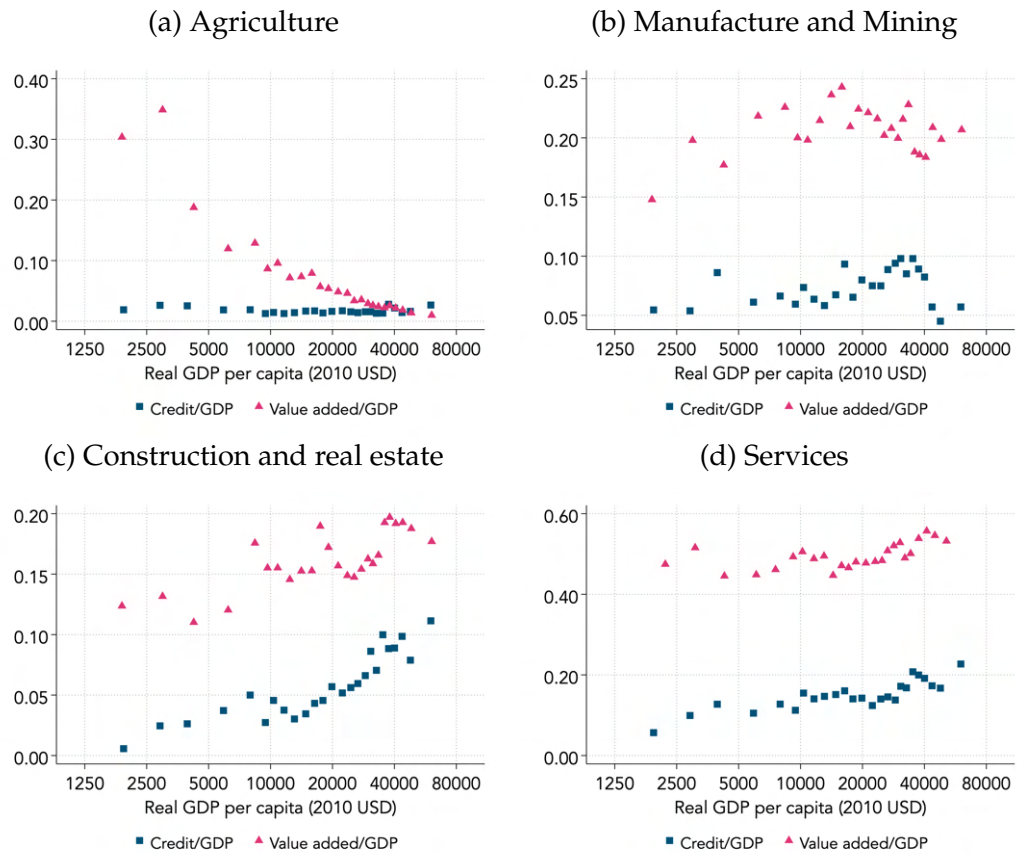 (a) Agriculture
0.40
0.30
0.20
0.10
0.00
1250 2500 5000 10000 20000 40000 80000
Real GDP per capita (2010 USD)
Credit/GDP Value added/GDP
(b) Manufacture and Mining
0.25
0.20
0.15
0.10
0.05
1250 2500 5000 10000 20000 40000 80000
Real GDP per capita (2010 USD)
Credit/GDP Value added/GDP
(c) Construction and real estate
0.20
0.15
0.10
0.05
0.00
1250 2500 5000 10000 20000 40000 80000
Real GDP per capita (2010 USD)
Credit/GDP Value added/GDP
(d) Services
0.60
0.40
0.20
0.00
1250 2500 5000 10000 20000 40000 80000
Real GDP per capita (2010 USD)
Credit/GDP Value added/GDP